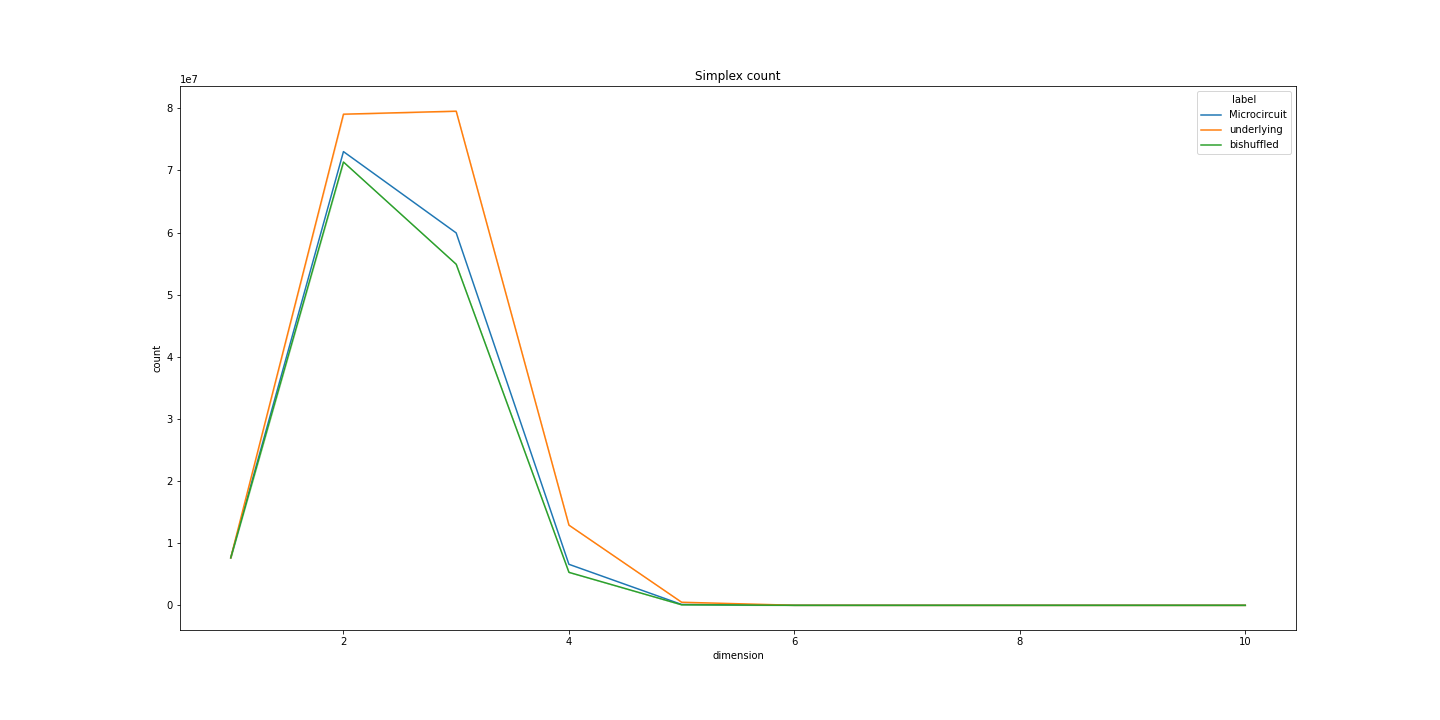 Simplex count
1e7
label
Microcircuit
underlying
bishuffled
8
7
6
5
4
3
2
1
0
count
2 4 6 8 10
dimension